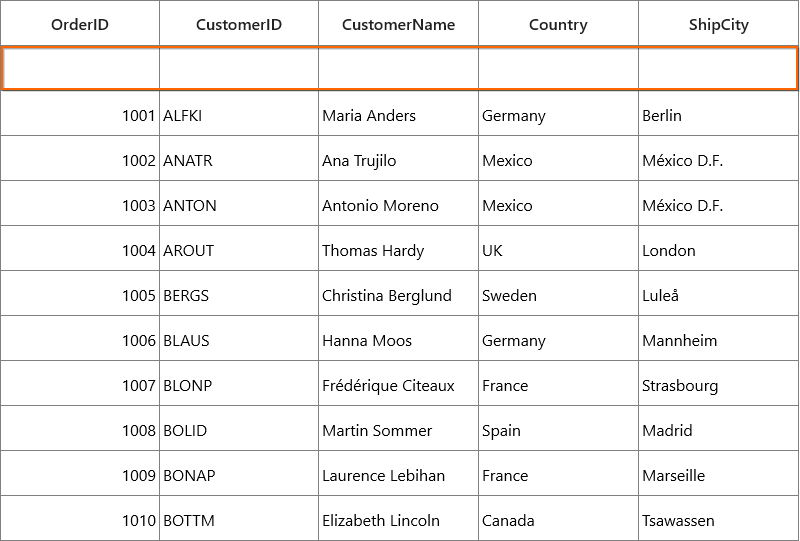 OrderID CustomerID CustomerName Country ShipCity
1001 ALFKI Maria Anders Germany Berlin
1002 ANATR Ana Trujilo Mexico México D.F.
1003 ANTON Antonio Moreno Mexico México D.F.
1004 AROUT Thomas Hardy UK London
1005 BERGS Christina Berglund Sweden Luleå
1006 BLAUS Hanna Moos Germany Mannheim
1007 BLONP Frédérique Citeaux France Strasbourg
1008 BOLID Martin Sommer Spain Madrid
1009 BONAP Laurence Lebihan France Marseille
1010 BOTTM Elizabeth Lincoln Canada Tsawassen